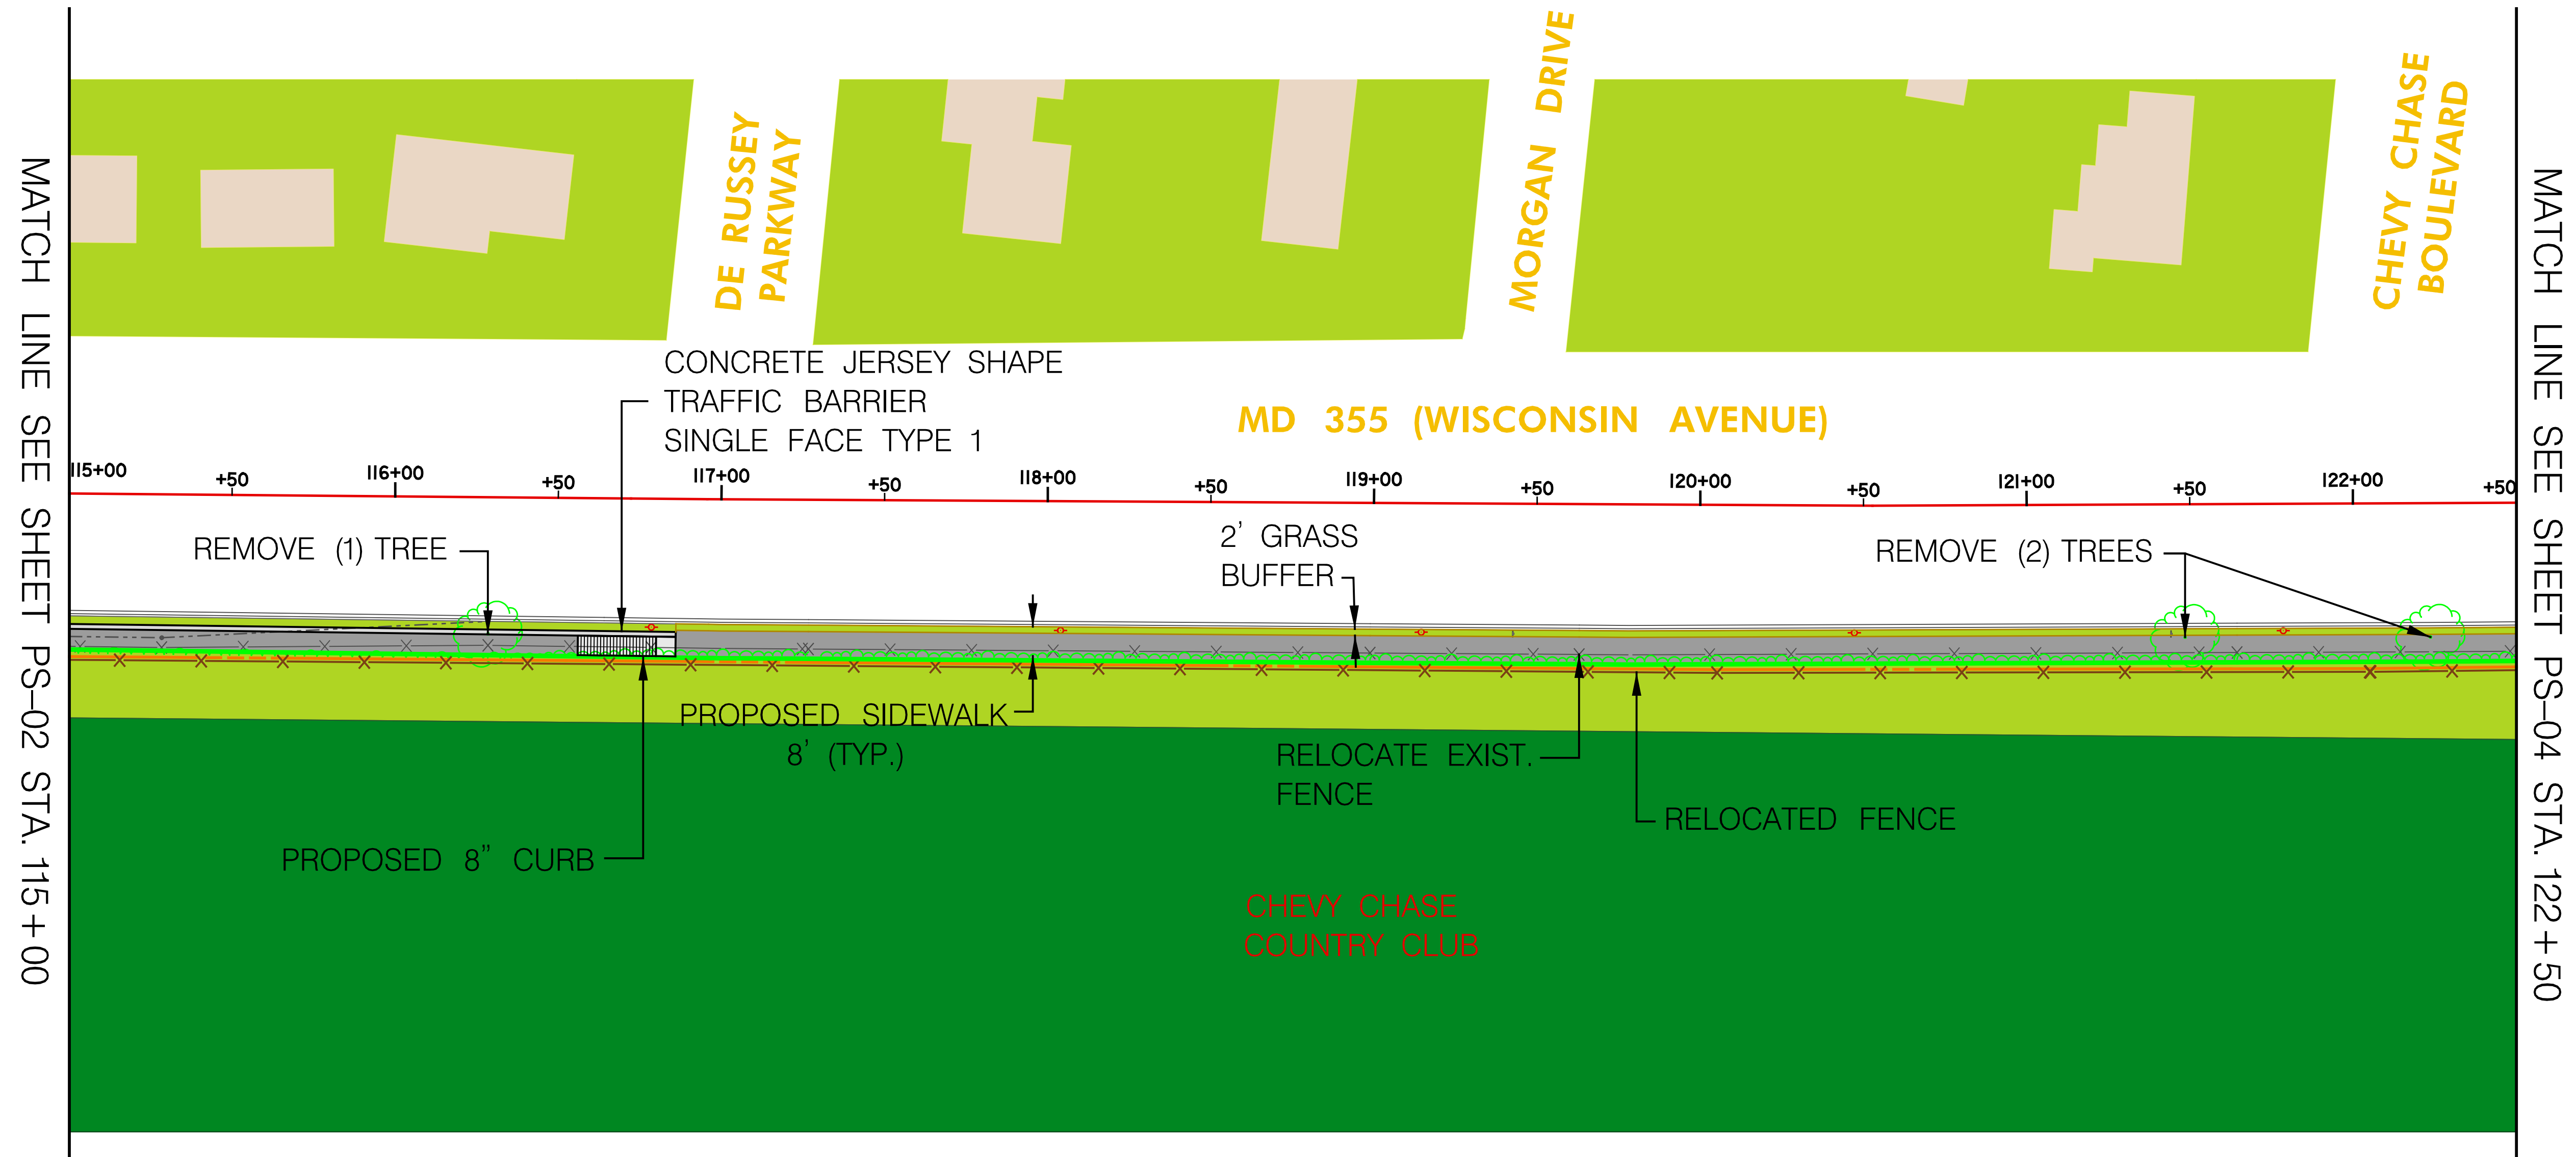 MATCH LINE SEE SHEET PS-02 STA. 115+00
DE RUSSEY
PARKWAY
MORGAN DRIVE
CHEVY CHASE
BOULEVARD
CONCRETE JERSEY SHAPE
TRAFFIC BARRIER
SINGLE FACE TYPE 1
MD 355 (WISCONSIN AVENUE)
115+00
+50
116+00
+50
117+00
+50
118+00
+50
119+00
+50
120+00
+50
121+00
+50
122+00
+50
REMOVE (1) TREE
2' GRASS
BUFFER
REMOVE (2) TREES
PROPOSED SIDEWALK
8' (TYP.)
RELOCATE EXIST.
FENCE
RELOCATED FENCE
PROPOSED 8" CURB
CHEVY CHASE
COUNTRY CLUB
MATCH LINE SEE SHEET PS-04 STA. 122+50